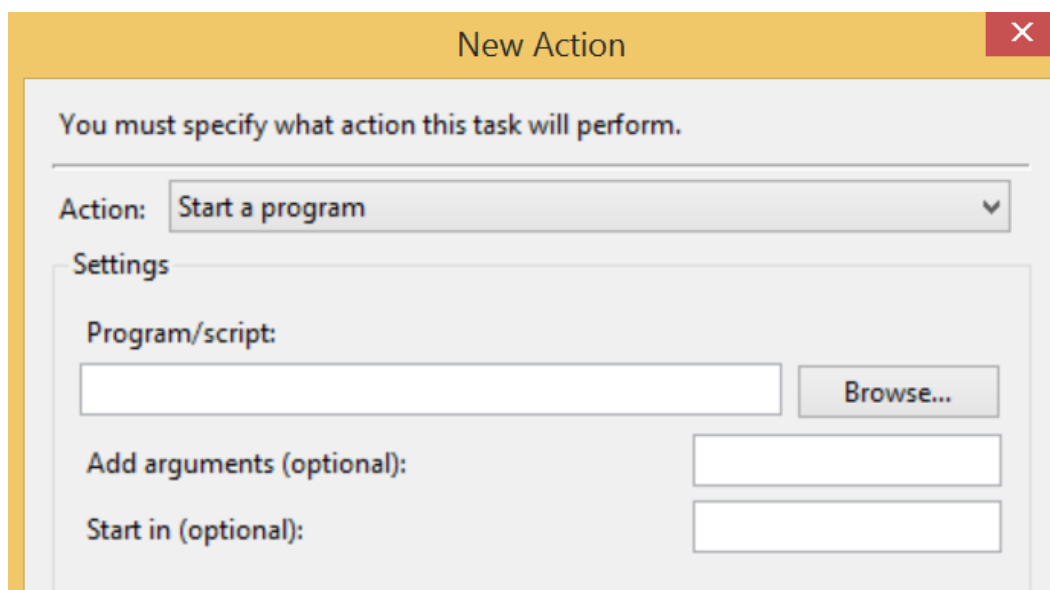 New Action
You must specify what action this task will perform.
Action: Start a program
Settings
Program/script:
Browse...
Add arguments (optional):
Start in (optional):